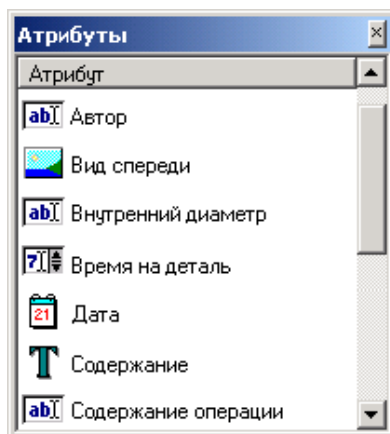 Атрибуты
Атрибут
Автор
Вид спереди
Внутренний диаметр
Время на деталь
Дата
Содержание
Содержание операции